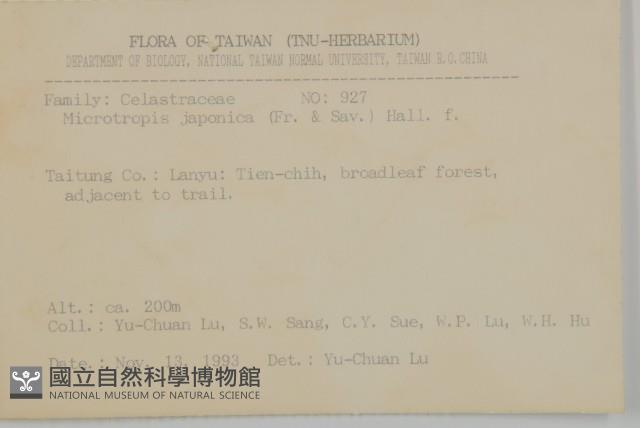 FLORA OF TAIWAN (TNU-HERBARIUM)
DEPARTMENT OF BIOLOGY, NATIONAL TAIWAN NORMAL UNIVERSITY, TAIWAN R.O.CHINA
Family: Celastraceae NO: 927
Microtropis japonica (Fr. & Sav.) Hall. f.
Taitung Co.: Lanyu: Tien-chih, broadleaf forest,
adjacent to trail.
Alt.: ca. 200m
Coll.: Yu-Chuan Lu, S.W. Sang, C.Y. Sue, W.P. Lu, W.H. Hu
Date.: Nov. 13, 1993 Det.: Yu-Chuan Lu
國立自然科學博物館
NATIONAL MUSEUM OF NATURAL SCIENCE